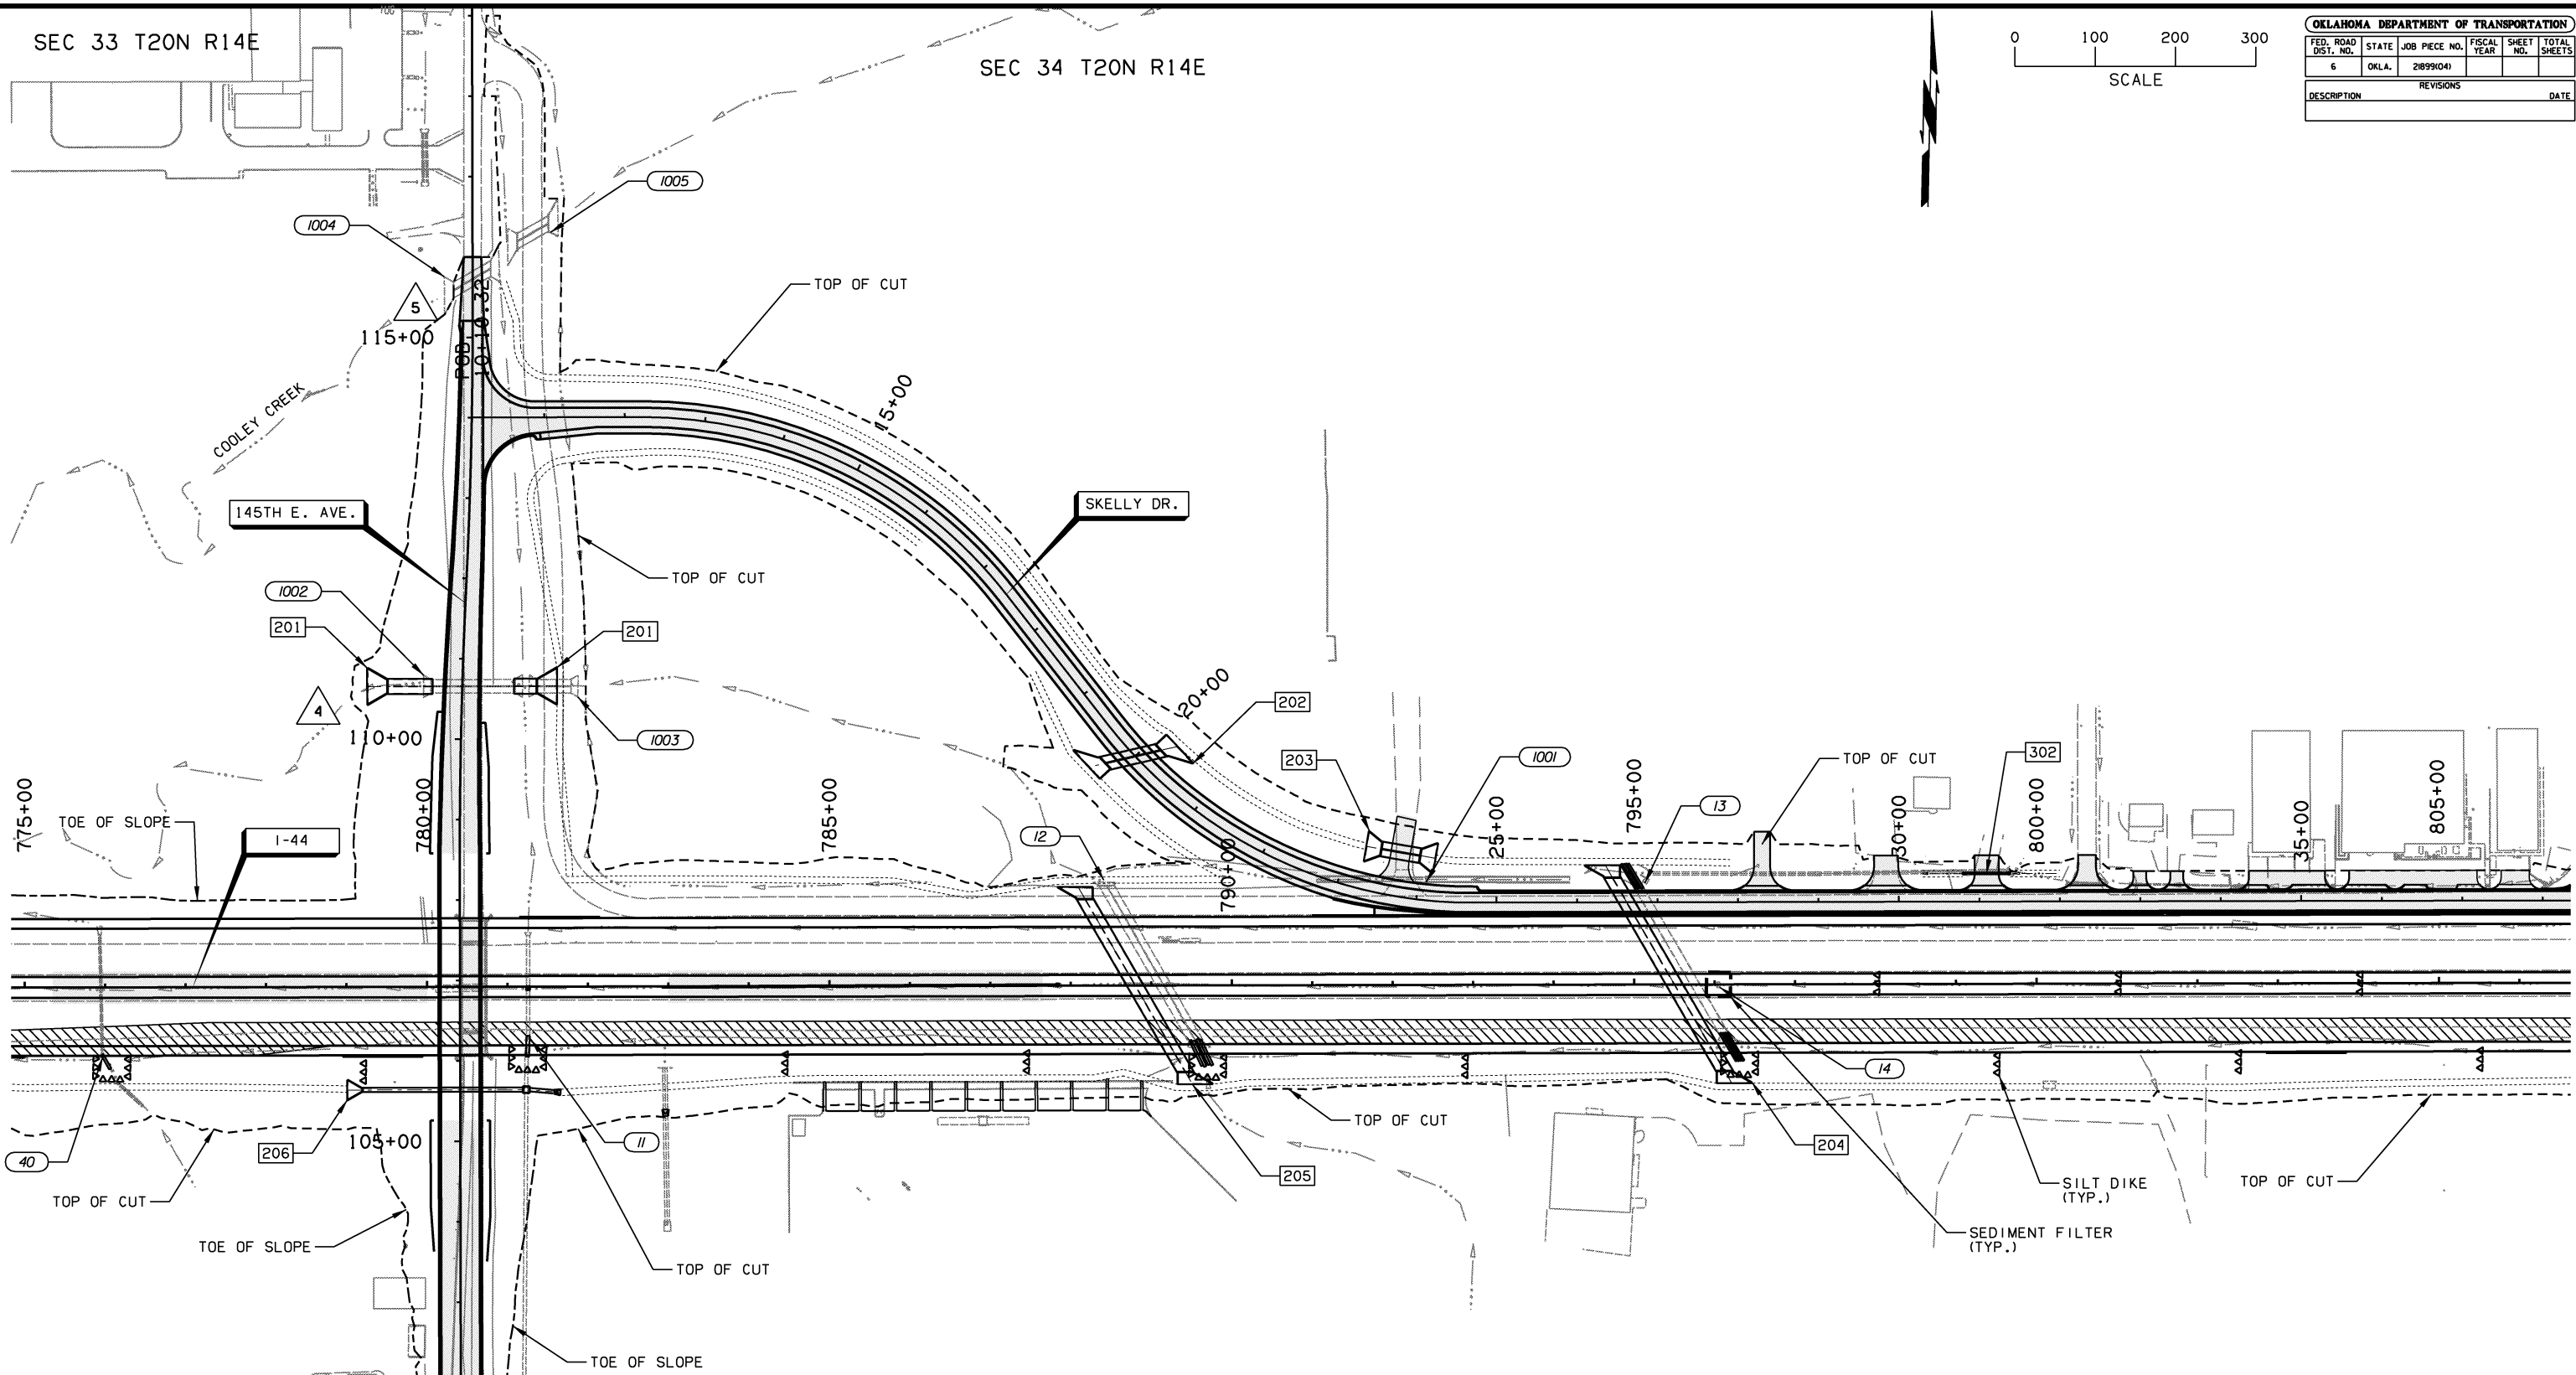 SEC 33 T20N R14E
SEC 34 T20N R14E
0 100 200 300
SCALE
N
OKLAHOMA DEPARTMENT OF TRANSPORTATION
FED. ROAD DIST. NO.
STATE
JOB PIECE NO.
FISCAL YEAR
SHEET NO.
TOTAL SHEETS
6
OKLA.
21899(04)
REVISIONS
DESCRIPTION
DATE
1005
1004
TOP OF CUT
5
115+00
POB
10+10.32
15+00
COOLEY CREEK
145TH E. AVE.
SKELLY DR.
TOP OF CUT
1002
201
201
4
110+00
1003
20+00
202
203
1001
TOP OF CUT
302
775+00
780+00
785+00
790+00
25+00
795+00
13
30+00
800+00
35+00
805+00
TOE OF SLOPE
I-44
12
14
40
206
105+00
11
205
TOP OF CUT
204
TOP OF CUT
TOE OF SLOPE
TOP OF CUT
TOE OF SLOPE
SILT DIKE
(TYP.)
SEDIMENT FILTER
(TYP.)
TOP OF CUT